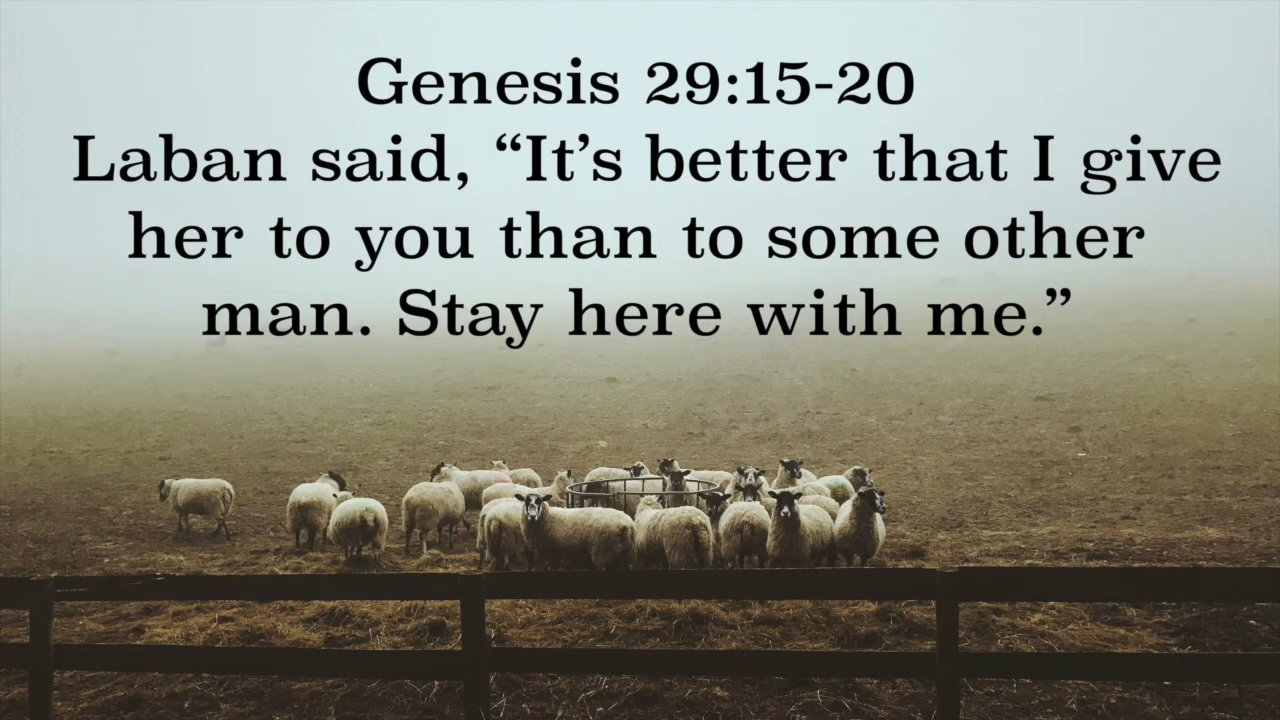 Genesis 29:15-20
Laban said, “It’s better that I give
her to you than to some other
man. Stay here with me.”